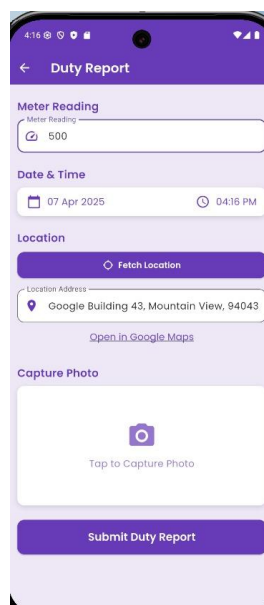 4:16
Duty Report
Meter Reading
Meter Reading
500
Date & Time
07 Apr 2025 04:16 PM
Location
Fetch Location
Location Address
Google Building 43, Mountain View, 94043
Open in Google Maps
Capture Photo
Tap to Capture Photo
Submit Duty Report